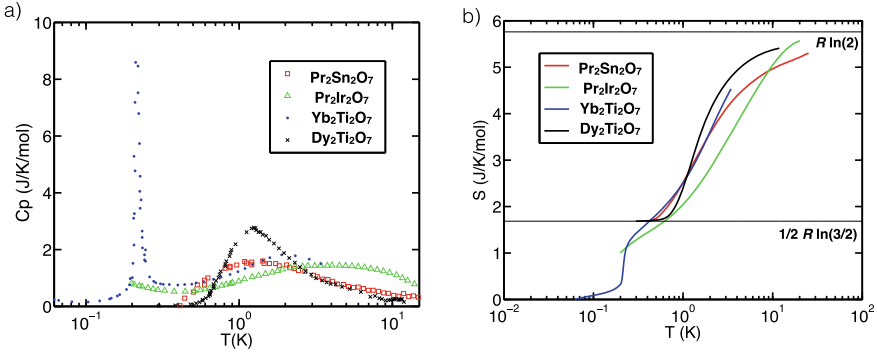 a)
10
8
6
4
2
0
Cp (J/K/mol)
10⁻¹
10⁰
10¹
T(K)
Pr₂Sn₂O₇
Pr₂Ir₂O₇
Yb₂Ti₂O₇
Dy₂Ti₂O₇
b)
6
5
4
3
2
1
0
S (J/K/mol)
10⁻²
10⁻¹
10⁰
10¹
10²
T (K)
R ln(2)
Pr₂Sn₂O₇
Pr₂Ir₂O₇
Yb₂Ti₂O₇
Dy₂Ti₂O₇
1/2 R ln(3/2)